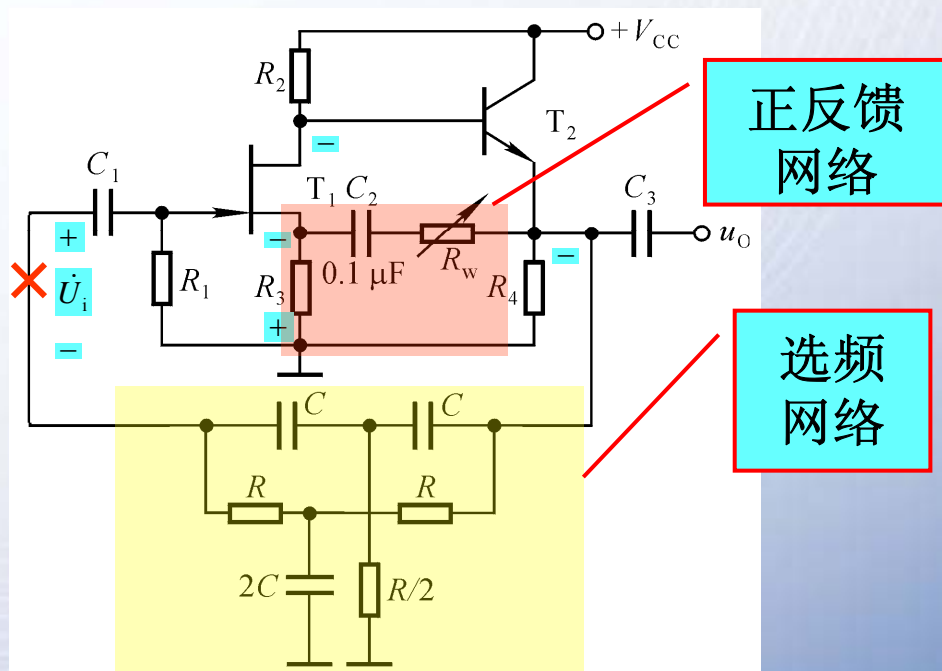 +V_CC
R_2
正反馈
网络
T_2
−
C_1
T_1 C_2
C_3
+
−
R_w
−
u_O
U̇_i
R_1
R_3
0.1 μF
R_4
+
−
选频
网络
C
C
R
R
2C
R/2